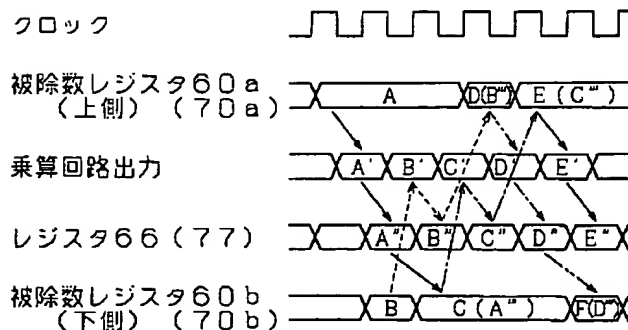 クロック
被除数レジスタ60a
(上側) (70a)
A D(B''') E(C''')
乗算回路出力
A' B' C' D' E'
レジスタ66(77)
A" B" C" D" E"
被除数レジスタ60b
(下側) (70b)
B C(A''') F(D''')